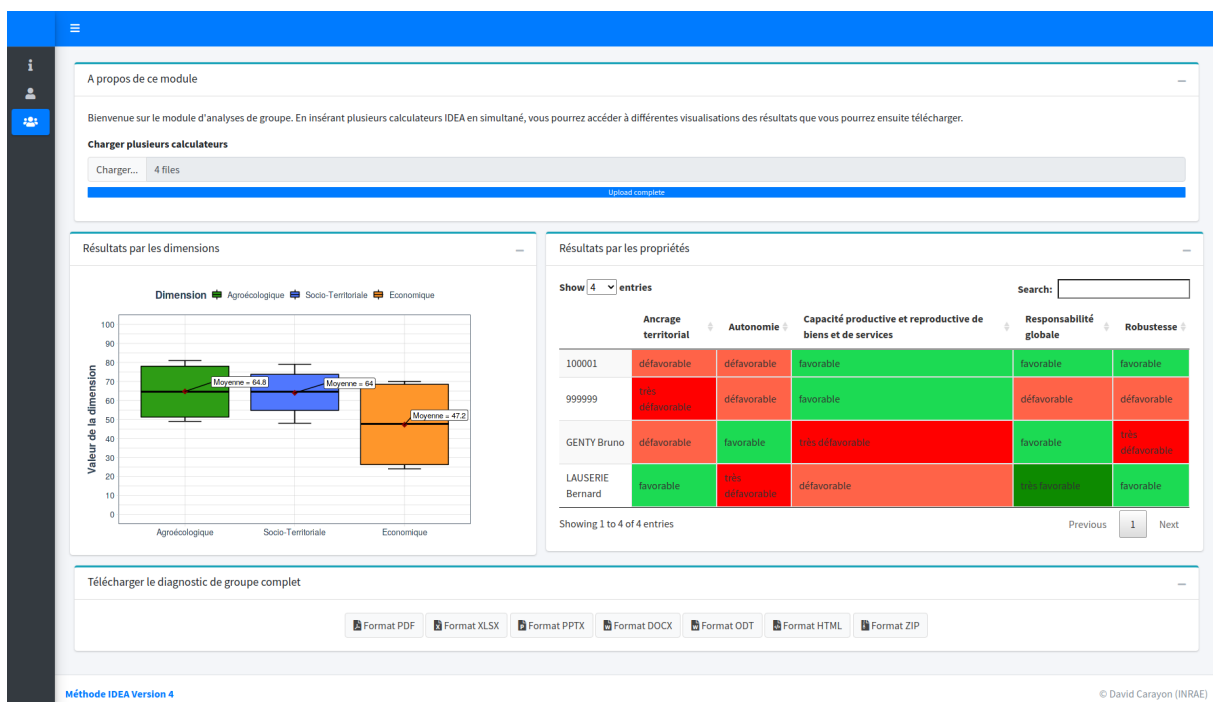 A propos de ce module
Bienvenue sur le module d'analyses de groupe. En insérant plusieurs calculateurs IDEA en simultané, vous pourrez accéder à différentes visualisations des résultats que vous pourrez ensuite télécharger.
Charger plusieurs calculateurs
Charger... 4 files
Upload complete
Résultats par les dimensions
Dimension Agroécologique Socio-Territoriale Economique
Valeur de la dimension
100
90
80
70
60
50
40
30
20
10
0
Moyenne = 64.8
Moyenne = 64
Moyenne = 47.2
Agroécologique Socio-Territoriale Economique
Résultats par les propriétés
Show 4 entries
Search:
Ancrage territorial Autonomie Capacité productive et reproductive de biens et de services Responsabilité globale Robustesse
100001 défavorable défavorable favorable favorable favorable
999999 très défavorable défavorable favorable défavorable défavorable
GENTY Bruno défavorable favorable très défavorable favorable très défavorable
LAUSERIE Bernard favorable très défavorable défavorable très favorable favorable
Showing 1 to 4 of 4 entries
Previous 1 Next
Télécharger le diagnostic de groupe complet
Format PDF Format XLSX Format PPTX Format DOCX Format ODT Format HTML Format ZIP
Méthode IDEA Version 4
© David Carayon (INRAE)